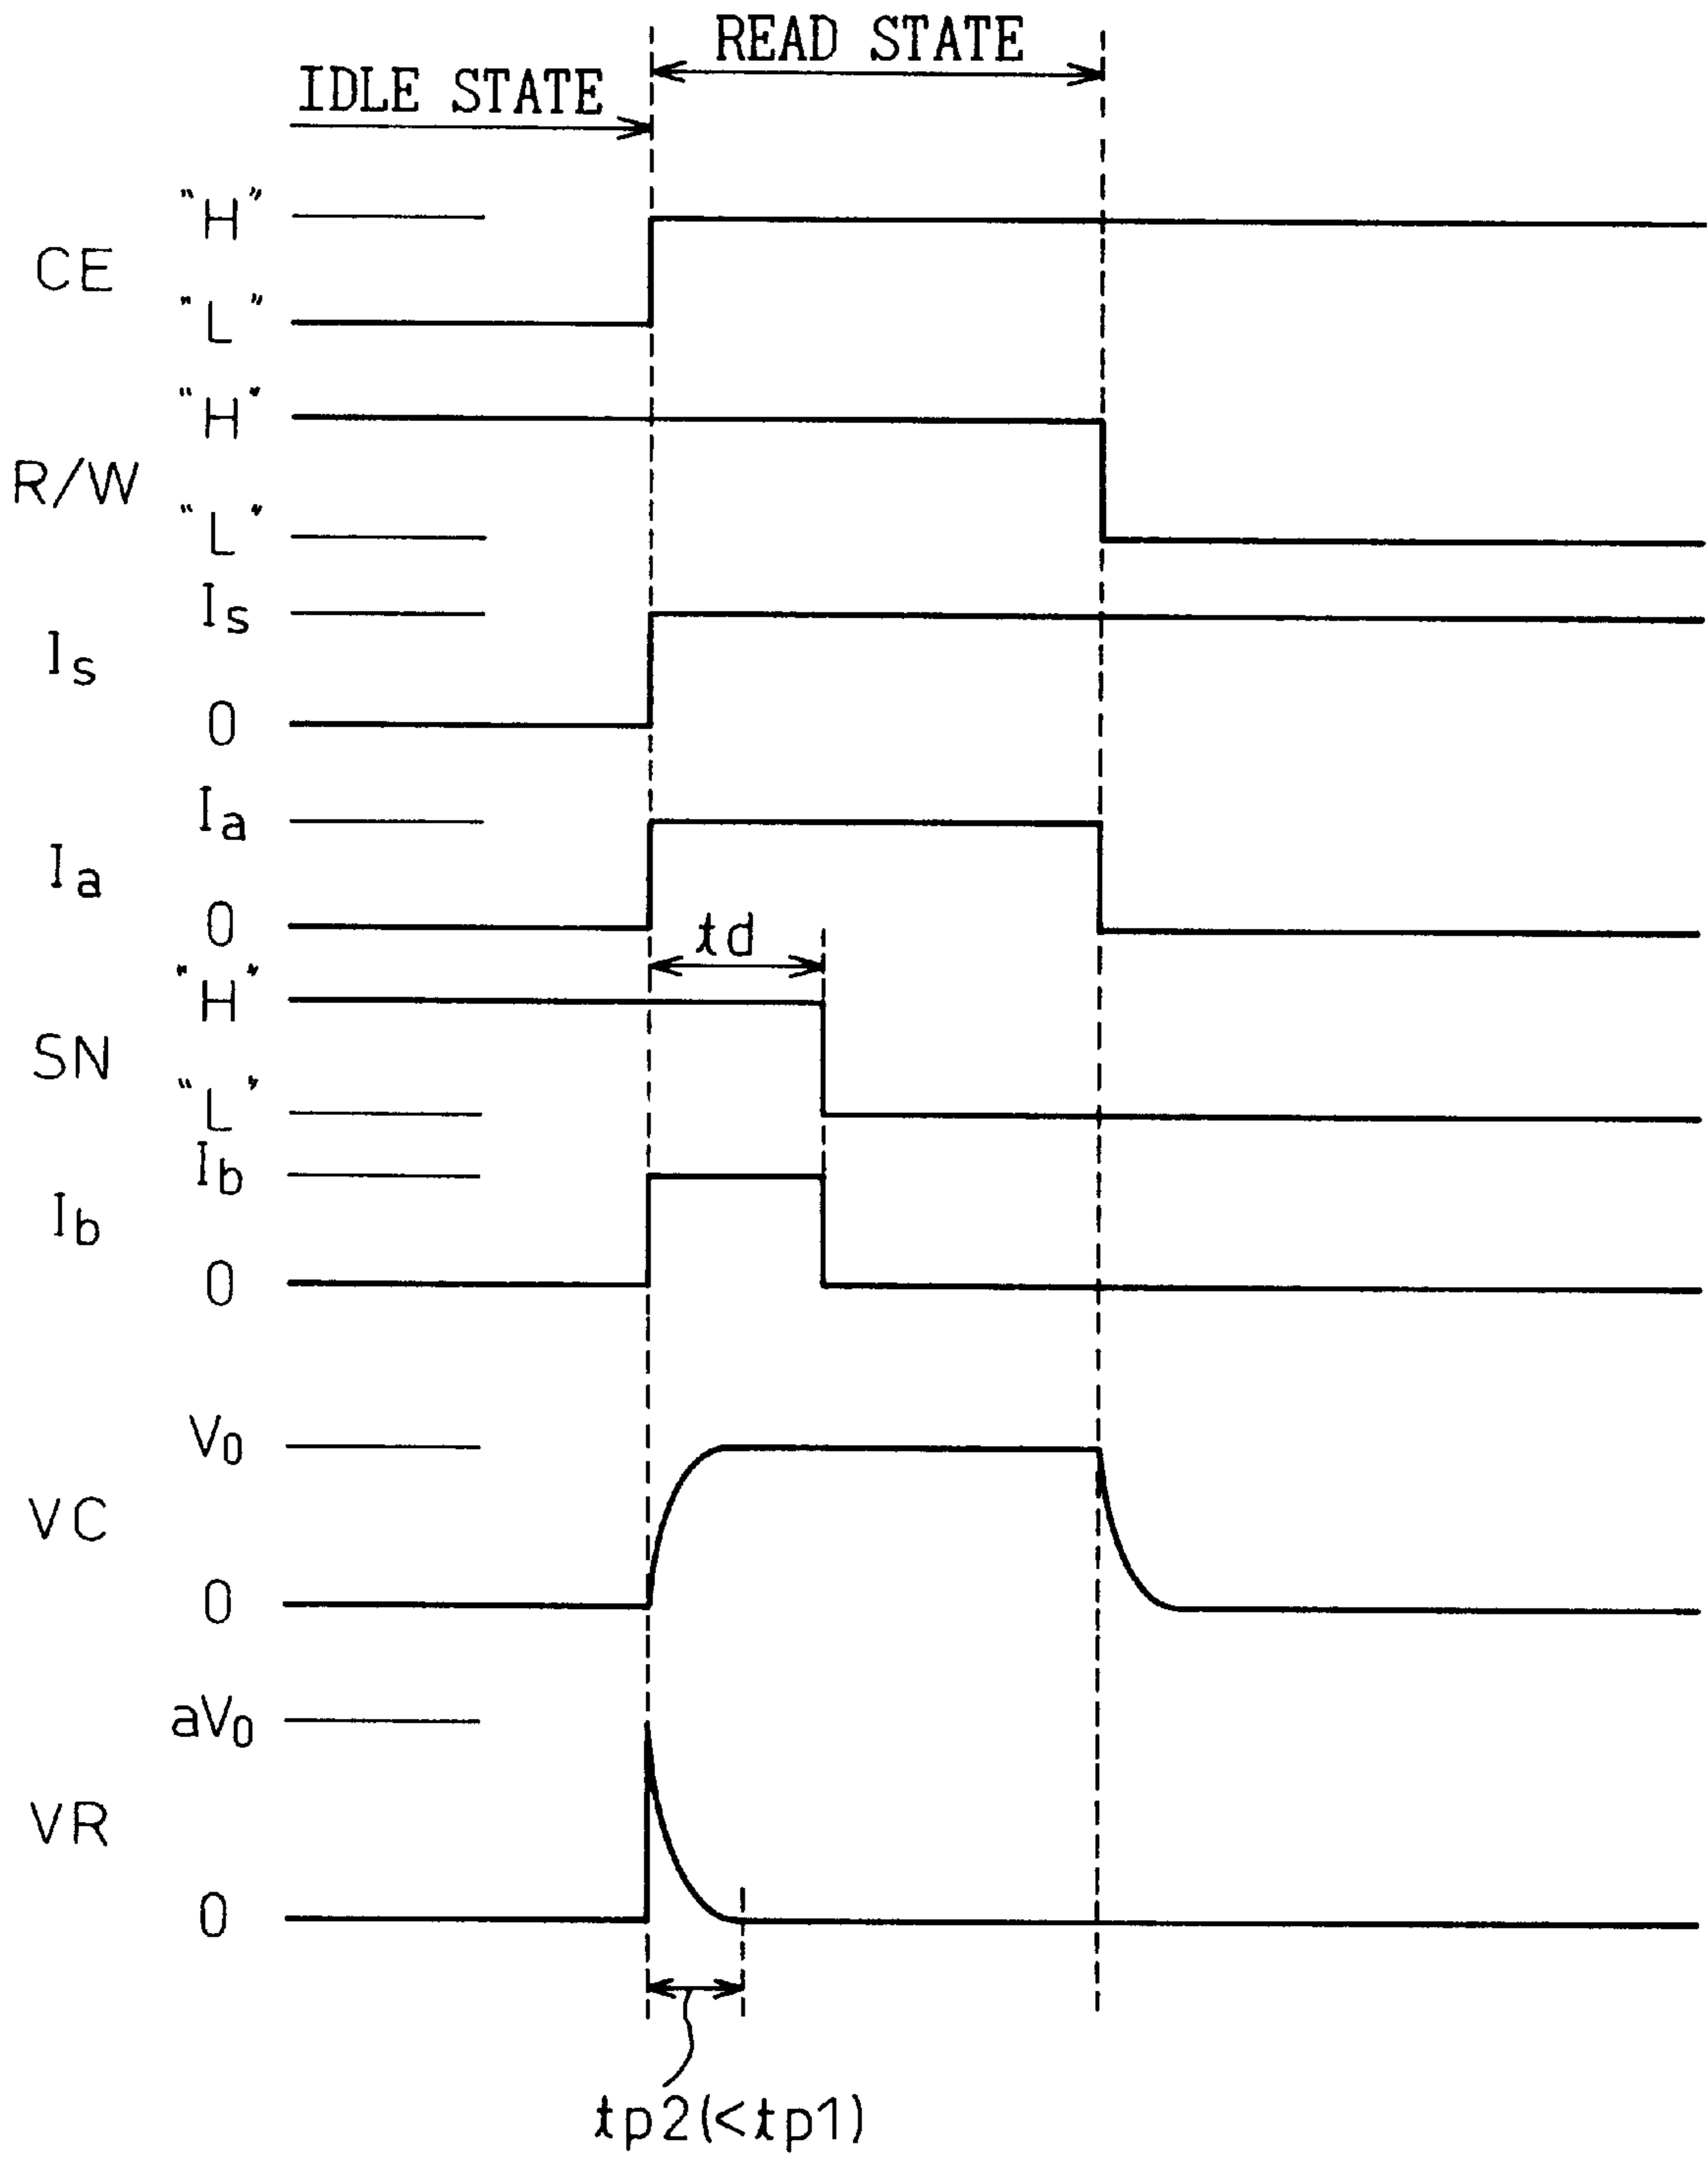 READ STATE
IDLE STATE
"H"
CE
"L"
"H"
R/W
"L"
Is
Is
0
Ia
Ia
0
td
"H"
SN
"L"
Ib
Ib
0
V0
VC
0
aV0
VR
0
tp2(<tp1)